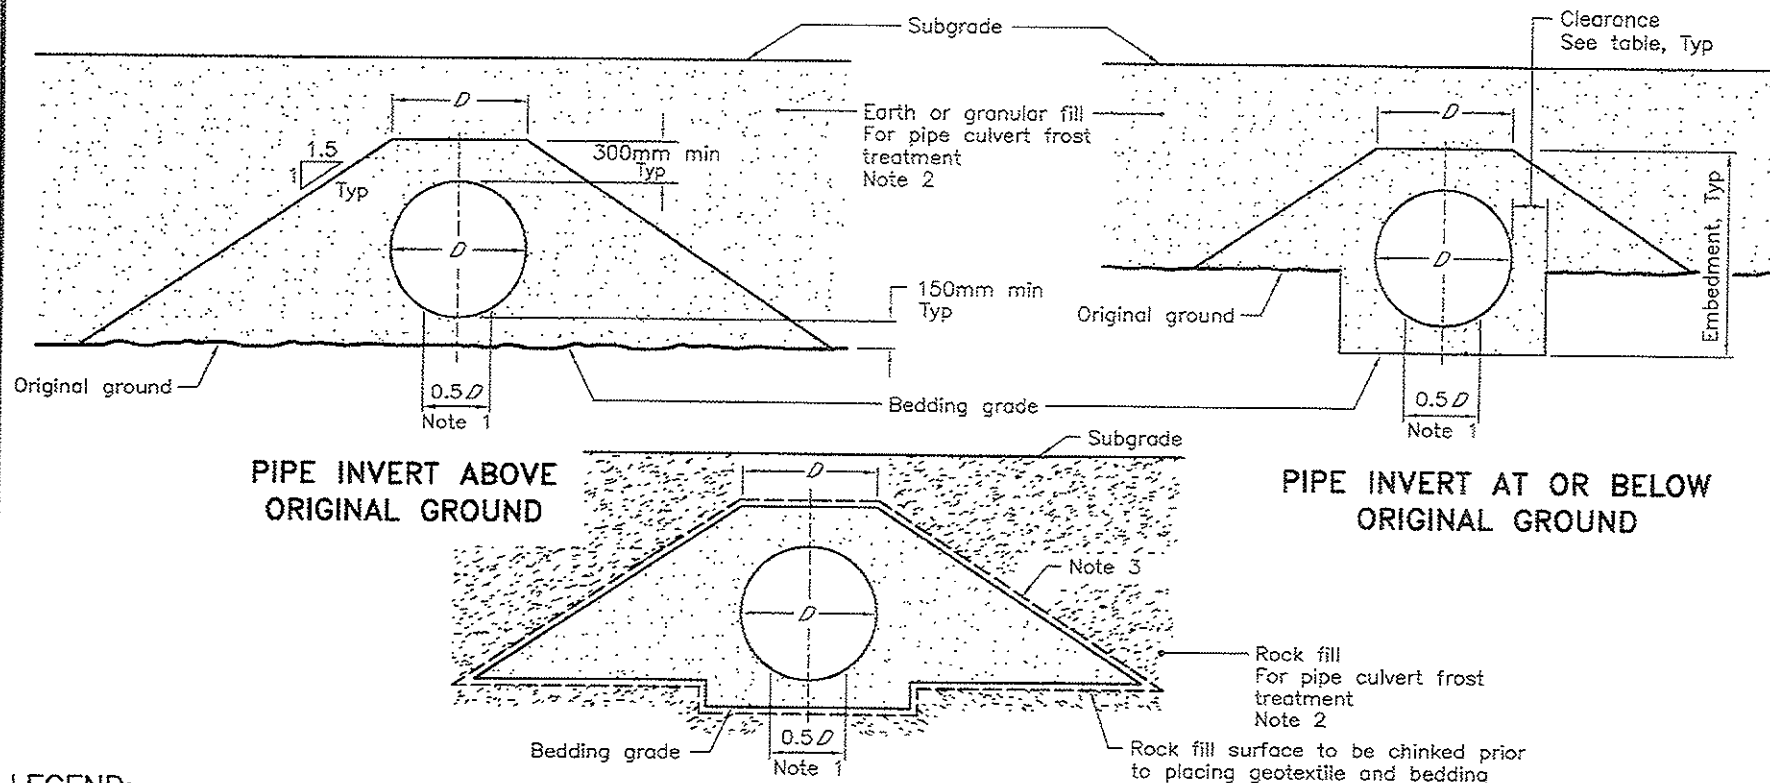 Subgrade
Clearance
See table, Typ
D
D
Earth or granular fill
For pipe culvert frost
treatment
Note 2
300mm min
Typ
1.5
1
Typ
Embedment, Typ
D
D
150mm min
Typ
Original ground
Original ground
0.5D
Note 1
Bedding grade
0.5D
Note 1
Subgrade
PIPE INVERT ABOVE
ORIGINAL GROUND
D
PIPE INVERT AT OR BELOW
ORIGINAL GROUND
Note 3
D
Rock fill
For pipe culvert frost
treatment
Note 2
Bedding grade
0.5D
Note 1
Rock fill surface to be chinked prior
to placing geotextile and bedding
LEGEND: